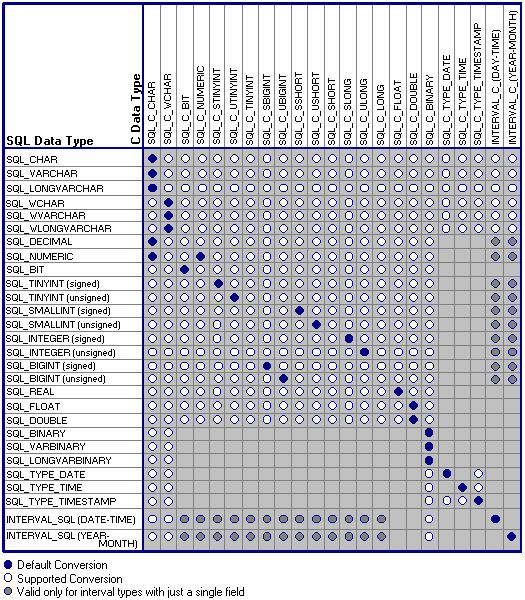 C Data Type
SQL Data Type
SQL_C_CHAR
SQL_C_WCHAR
SQL_C_BIT
SQL_C_NUMERIC
SQL_C_STINYINT
SQL_C_UTINYINT
SQL_C_TINYINT
SQL_C_SBIGINT
SQL_C_UBIGINT
SQL_C_SSHORT
SQL_C_USHORT
SQL_C_SHORT
SQL_C_SLONG
SQL_C_ULONG
SQL_C_LONG
SQL_C_FLOAT
SQL_C_DOUBLE
SQL_C_BINARY
SQL_C_TYPE_DATE
SQL_C_TYPE_TIME
SQL_C_TYPE_TIMESTAMP
INTERVAL_C_(DAY-TIME)
INTERVAL_C_(YEAR-MONTH)
SQL_CHAR
SQL_VARCHAR
SQL_LONGVARCHAR
SQL_WCHAR
SQL_WVARCHAR
SQL_WLONGVARCHAR
SQL_DECIMAL
SQL_NUMERIC
SQL_BIT
SQL_TINYINT (signed)
SQL_TINYINT (unsigned)
SQL_SMALLINT (signed)
SQL_SMALLINT (unsigned)
SQL_INTEGER (signed)
SQL_INTEGER (unsigned)
SQL_BIGINT (signed)
SQL_BIGINT (unsigned)
SQL_REAL
SQL_FLOAT
SQL_DOUBLE
SQL_BINARY
SQL_VARBINARY
SQL_LONGVARBINARY
SQL_TYPE_DATE
SQL_TYPE_TIME
SQL_TYPE_TIMESTAMP
INTERVAL_SQL (DATE-TIME)
INTERVAL_SQL (YEAR-
MONTH)
Default Conversion
Supported Conversion
Valid only for interval types with just a single field